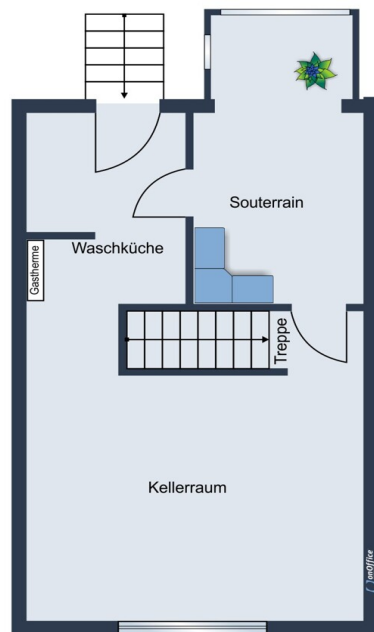 Souterrain
Waschküche
Gastherme
Treppe
Kellerraum
onOffice